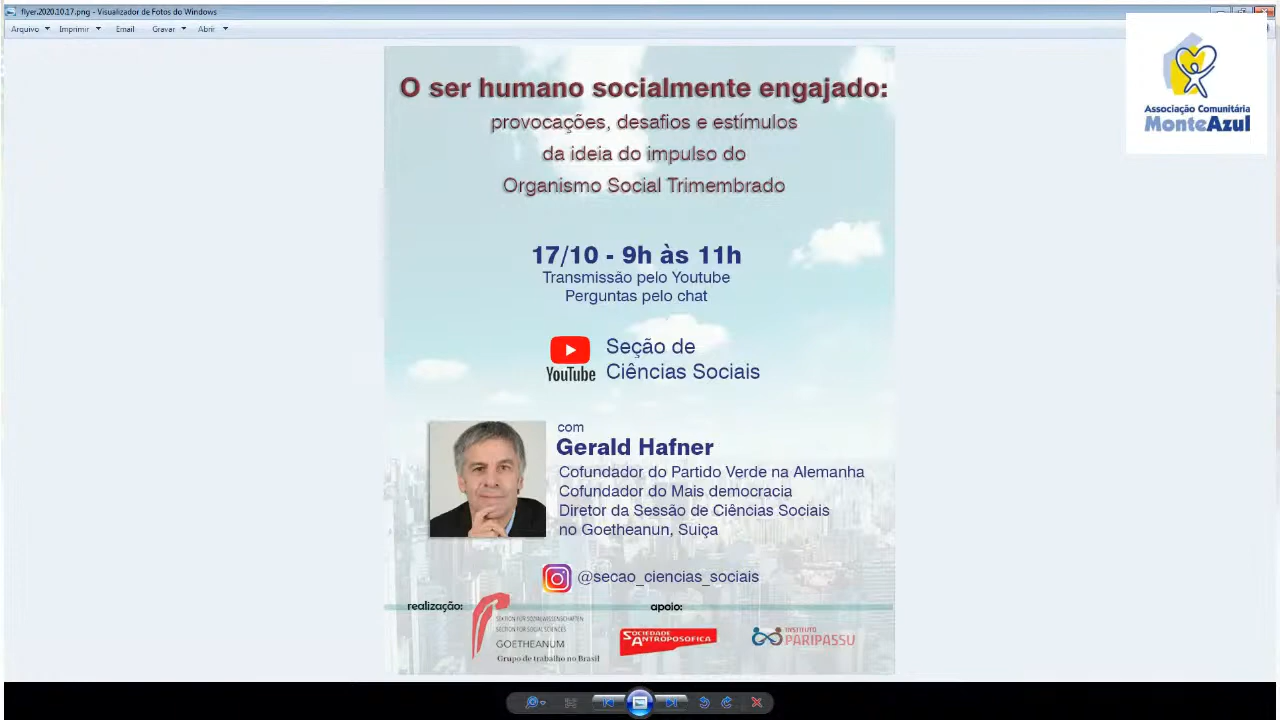 flyer.2020.10.17.png - Visualizador de Fotos do Windows
Arquivo Imprimir Email Gravar Abrir
Associação Comunitária
MonteAzul
O ser humano socialmente engajado:
provocações, desafios e estímulos
da ideia do impulso do
Organismo Social Trimembrado
17/10 - 9h às 11h
Transmissão pelo Youtube
Perguntas pelo chat
YouTube
Seção de
Ciências Sociais
com
Gerald Hafner
Cofundador do Partido Verde na Alemanha
Cofundador do Mais democracia
Diretor da Sessão de Ciências Sociais
no Goetheanun, Suiça
@secao_ciencias_sociais
realização:
SEKTION FÜR SOZIALWISSENSCHAFTEN
SECTION FOR SOCIAL SCIENCES
GOETHEANUM
Grupo de trabalho no Brasil
apoio:
SOCIEDADE
ANTROPOSÓFICA
INSTITUTO
PARIPASSU